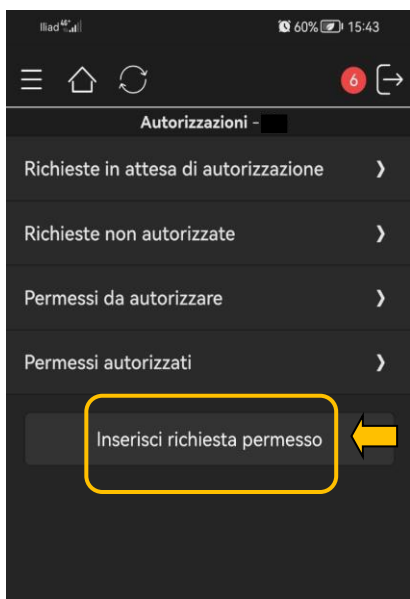 Iliad 60% 15:43
6
Autorizzazioni -
Richieste in attesa di autorizzazione
Richieste non autorizzate
Permessi da autorizzare
Permessi autorizzati
Inserisci richiesta permesso